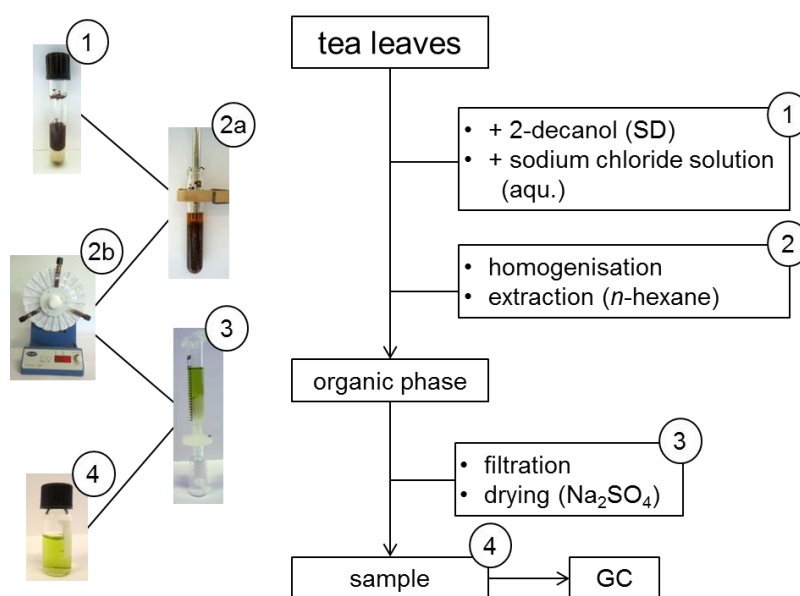 1
2a
2b
3
4
tea leaves
1
• + 2-decanol (SD)
• + sodium chloride solution
(aqu.)
2
• homogenisation
• extraction (n-hexane)
organic phase
3
• filtration
• drying (Na₂SO₄)
4
sample
GC